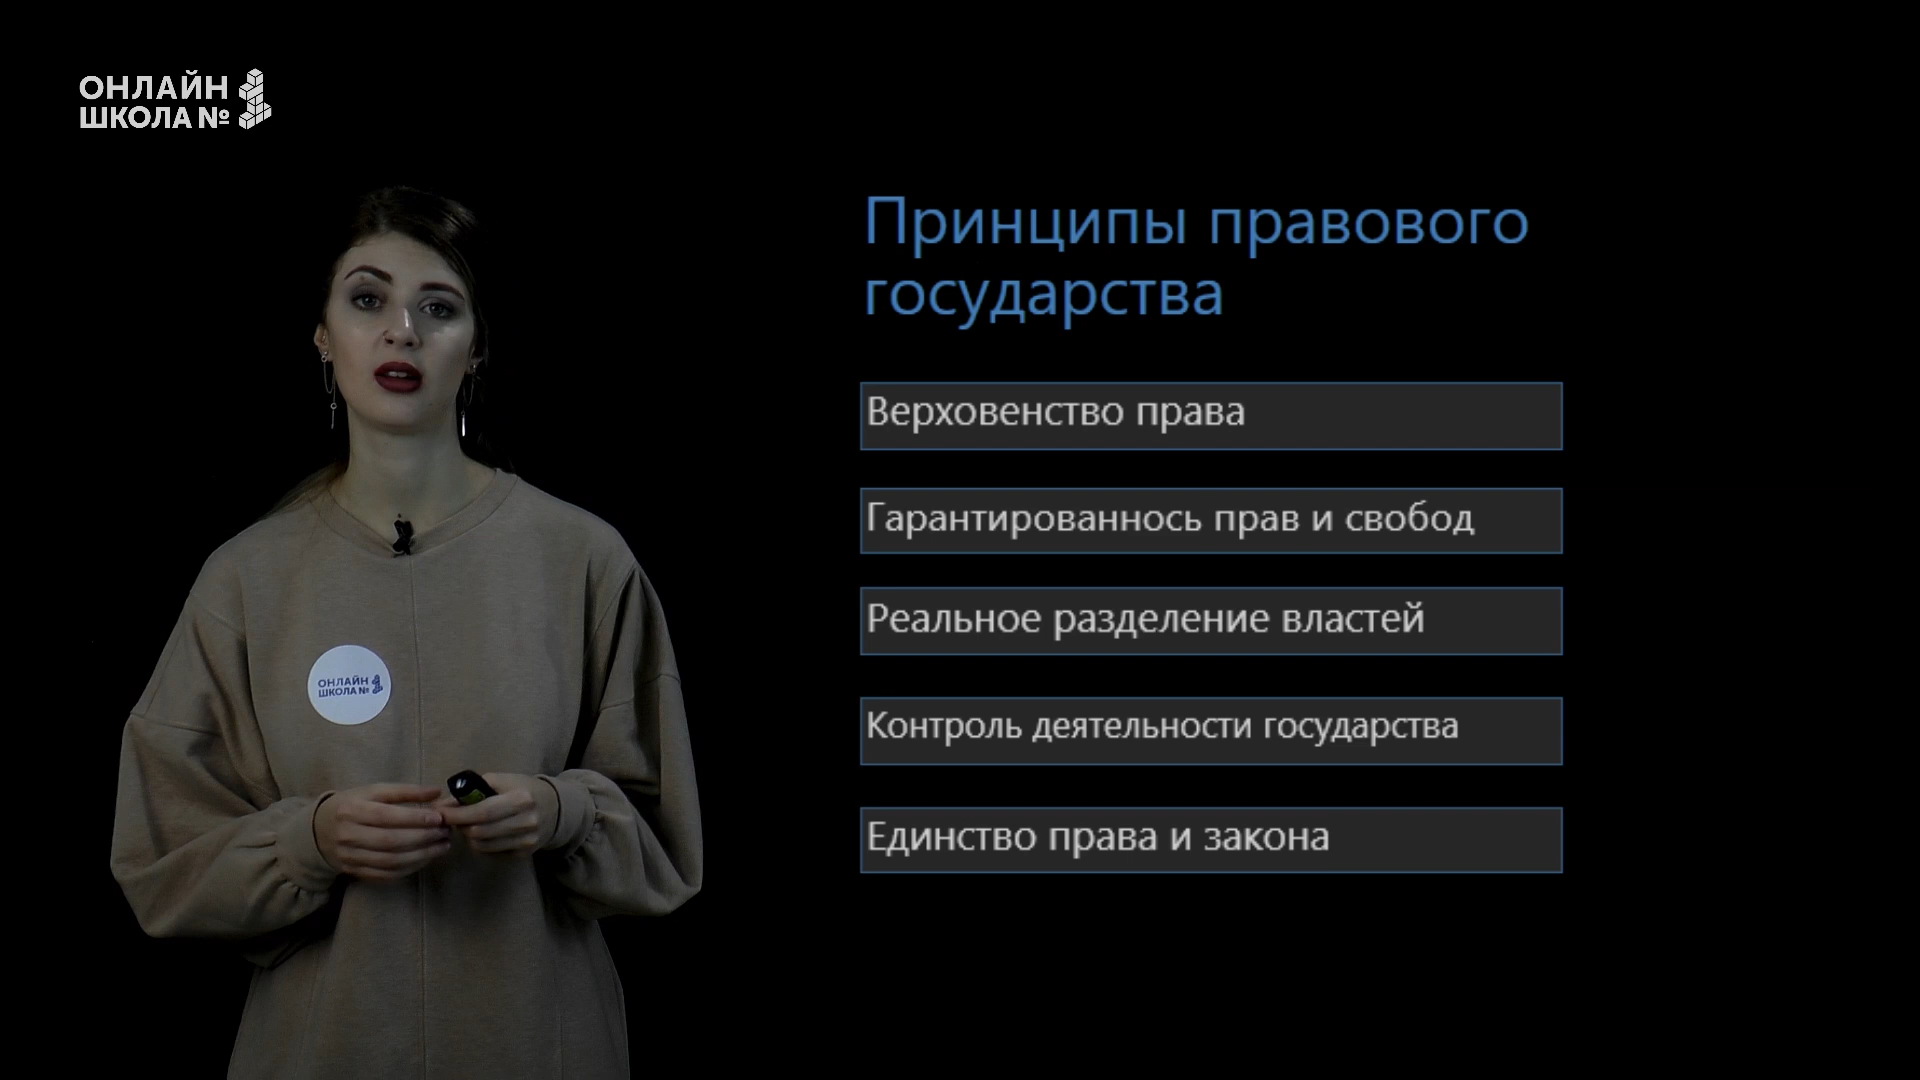 ОНЛАЙН
ШКОЛА №
Принципы правового
государства
Верховенство права
Гарантированнось прав и свобод
Реальное разделение властей
Контроль деятельности государства
Единство права и закона
ОНЛАЙН
ШКОЛА №